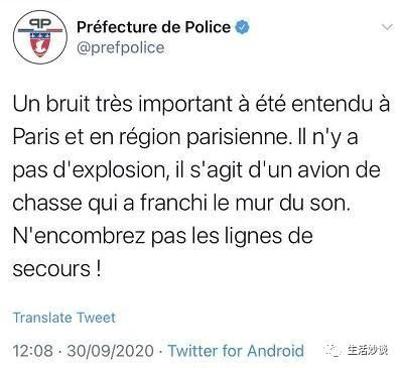 PP
Préfecture de Police
@prefpolice
Un bruit très important à été entendu à
Paris et en région parisienne. Il n'y a
pas d'explosion, il s'agit d'un avion de
chasse qui a franchi le mur du son.
N'encombrez pas les lignes de
secours !
Translate Tweet
12:08 · 30/09/2020 · Twitter for Android
生活妙谈